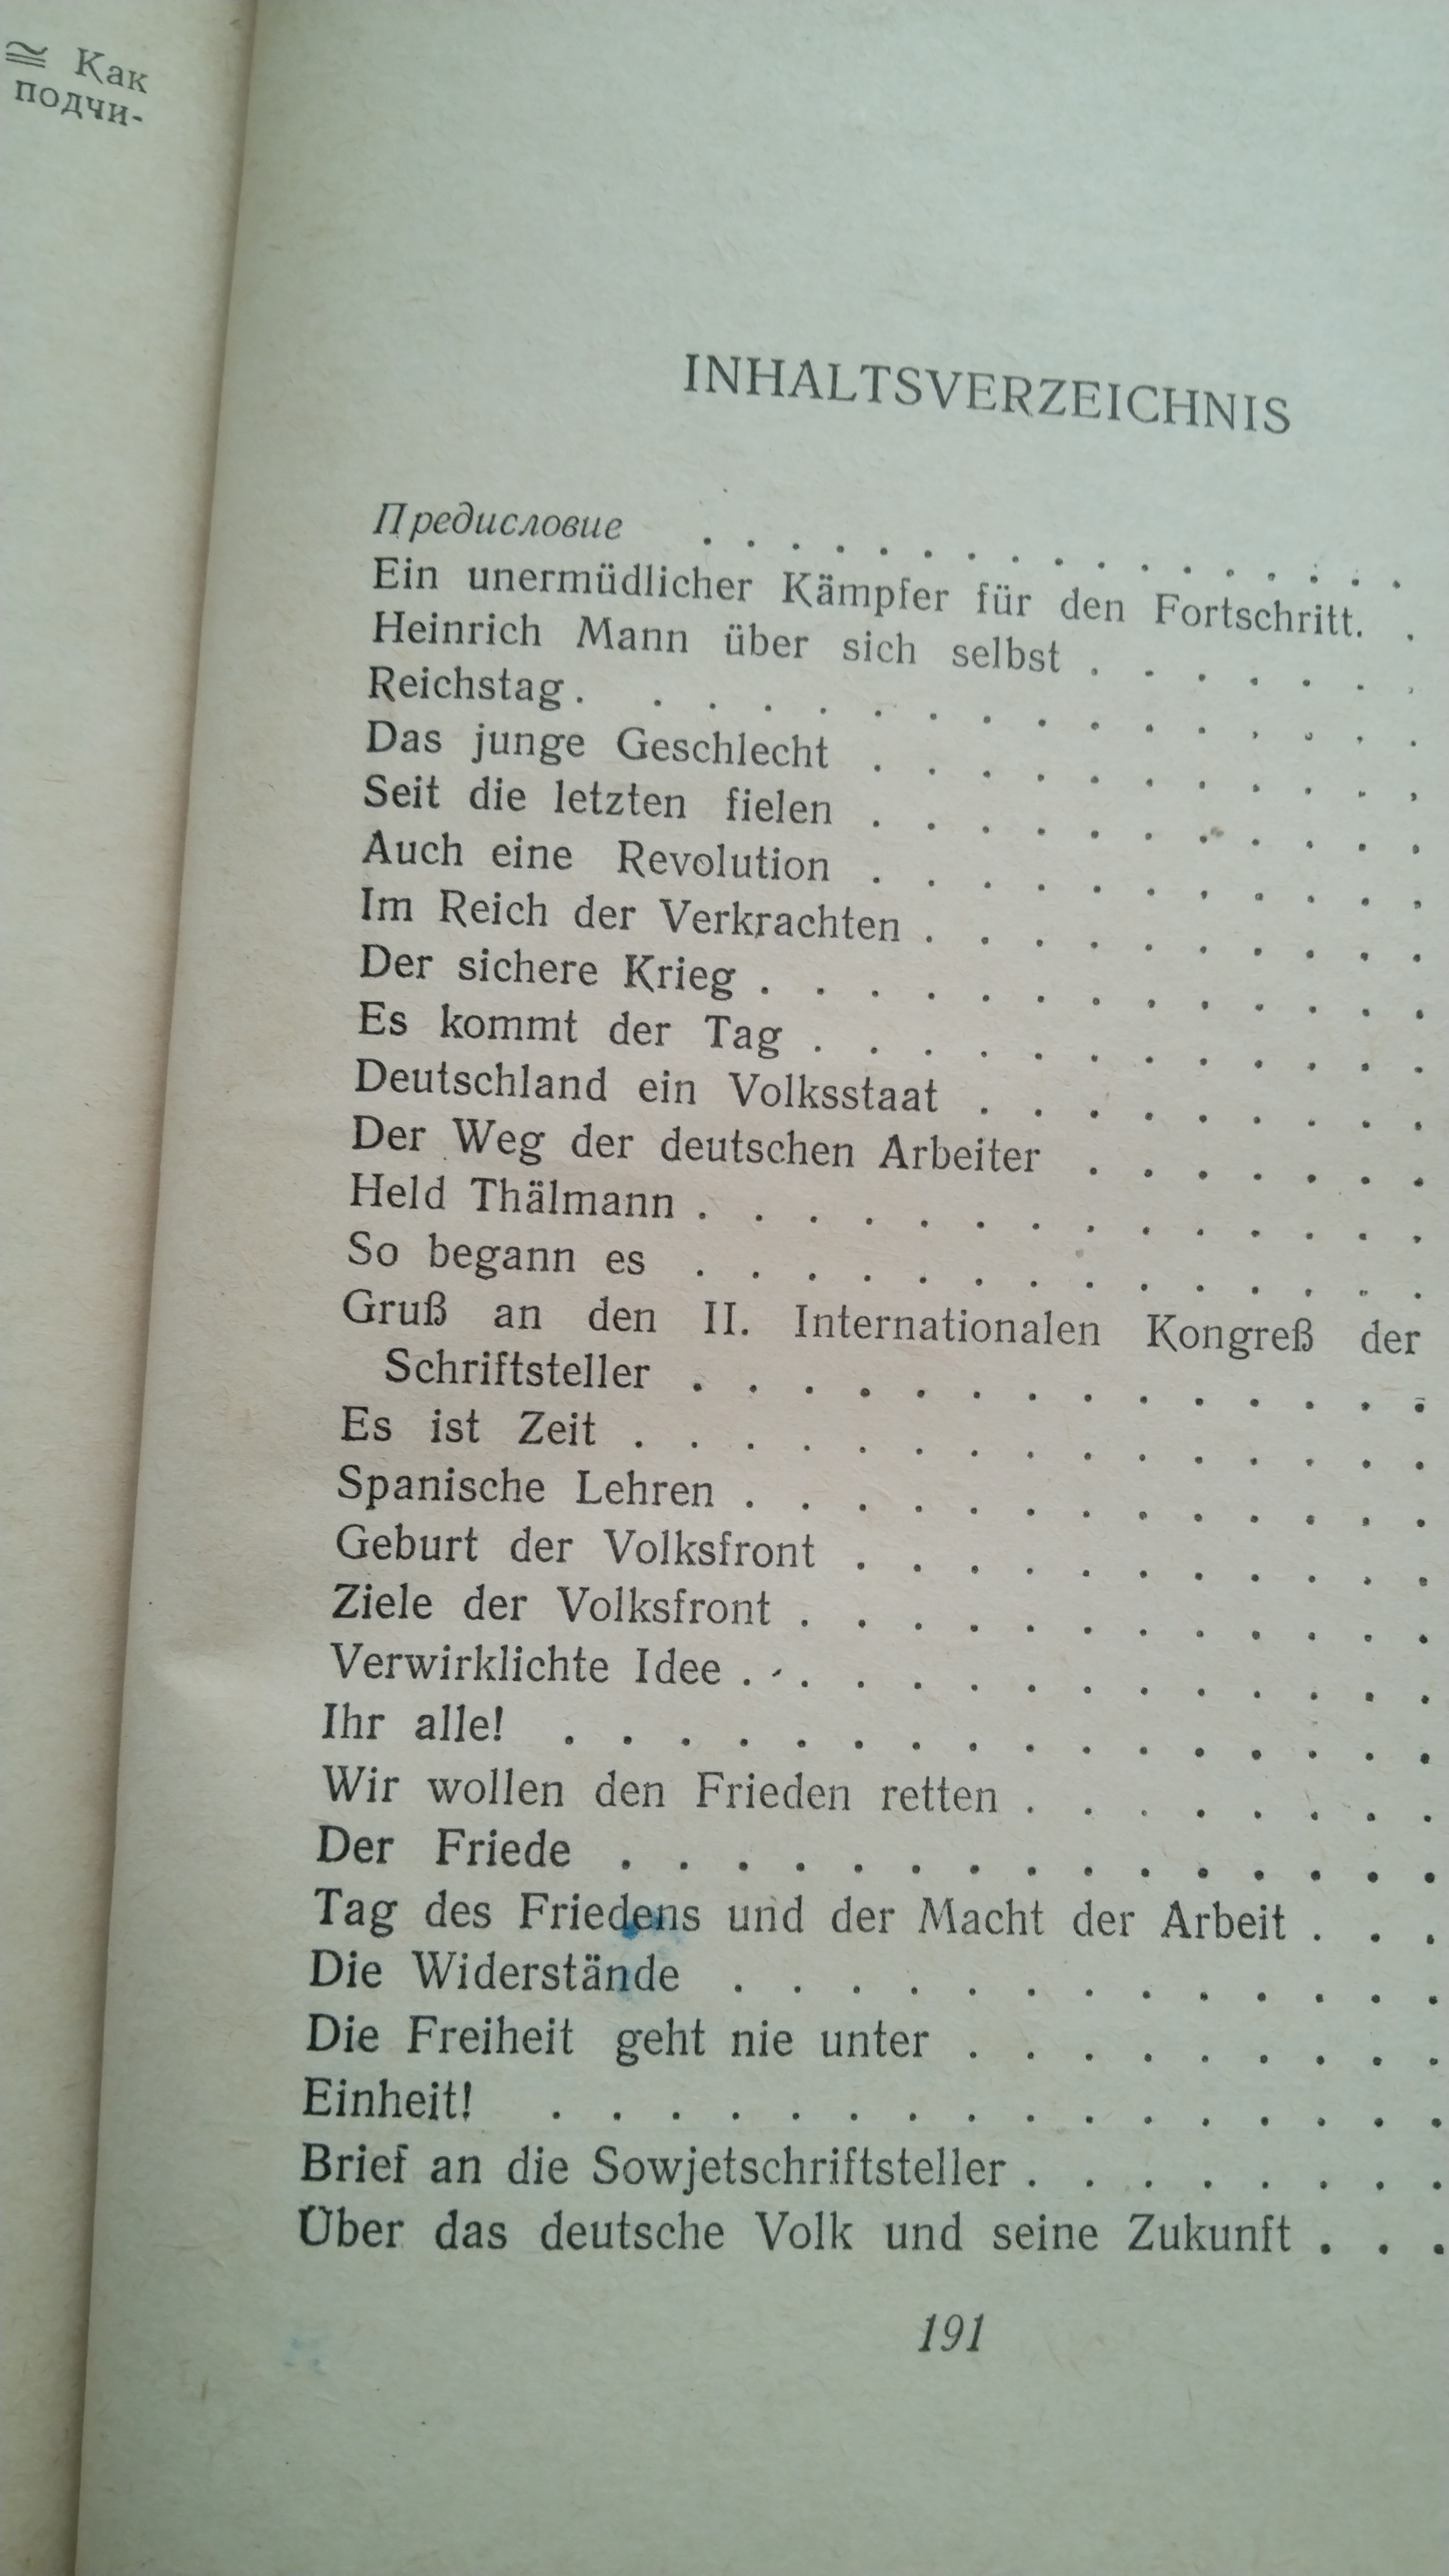 ≅ Как
подчи-
INHALTSVERZEICHNIS
Предисловие . . . . . . . . . . . . . . . . .
Ein unermüdlicher Kämpfer für den Fortschritt. .
Heinrich Mann über sich selbst . . . . . . .
Reichstag. . . . . . . . . . . . . . . .
Das junge Geschlecht . . . . . . . . . . .
Seit die letzten fielen . . . . . . . . . . .
Auch eine Revolution . . . . . . . . . . .
Im Reich der Verkrachten . . . . . . . . . .
Der sichere Krieg . . . . . . . . . . . . .
Es kommt der Tag . . . . . . . . . . . .
Deutschland ein Volksstaat . . . . . . . . .
Der Weg der deutschen Arbeiter . . . . . . .
Held Thälmann . . . . . . . . . . . . . .
So begann es . . . . . . . . . . . . . .
Gruß an den II. Internationalen Kongreß der
Schriftsteller . . . . . . . . . . . . . .
Es ist Zeit . . . . . . . . . . . . . . .
Spanische Lehren . . . . . . . . . . . . .
Geburt der Volksfront . . . . . . . . . . .
Ziele der Volksfront . . . . . . . . . . . .
Verwirklichte Idee . . . . . . . . . . . . .
Ihr alle! . . . . . . . . . . . . . . . .
Wir wollen den Frieden retten . . . . . . . .
Der Friede . . . . . . . . . . . . . . .
Tag des Friedens und der Macht der Arbeit . . .
Die Widerstände . . . . . . . . . . . . .
Die Freiheit geht nie unter . . . . . . . . .
Einheit! . . . . . . . . . . . . . . . .
Brief an die Sowjetschriftsteller . . . . . . . .
Über das deutsche Volk und seine Zukunft . . .
191